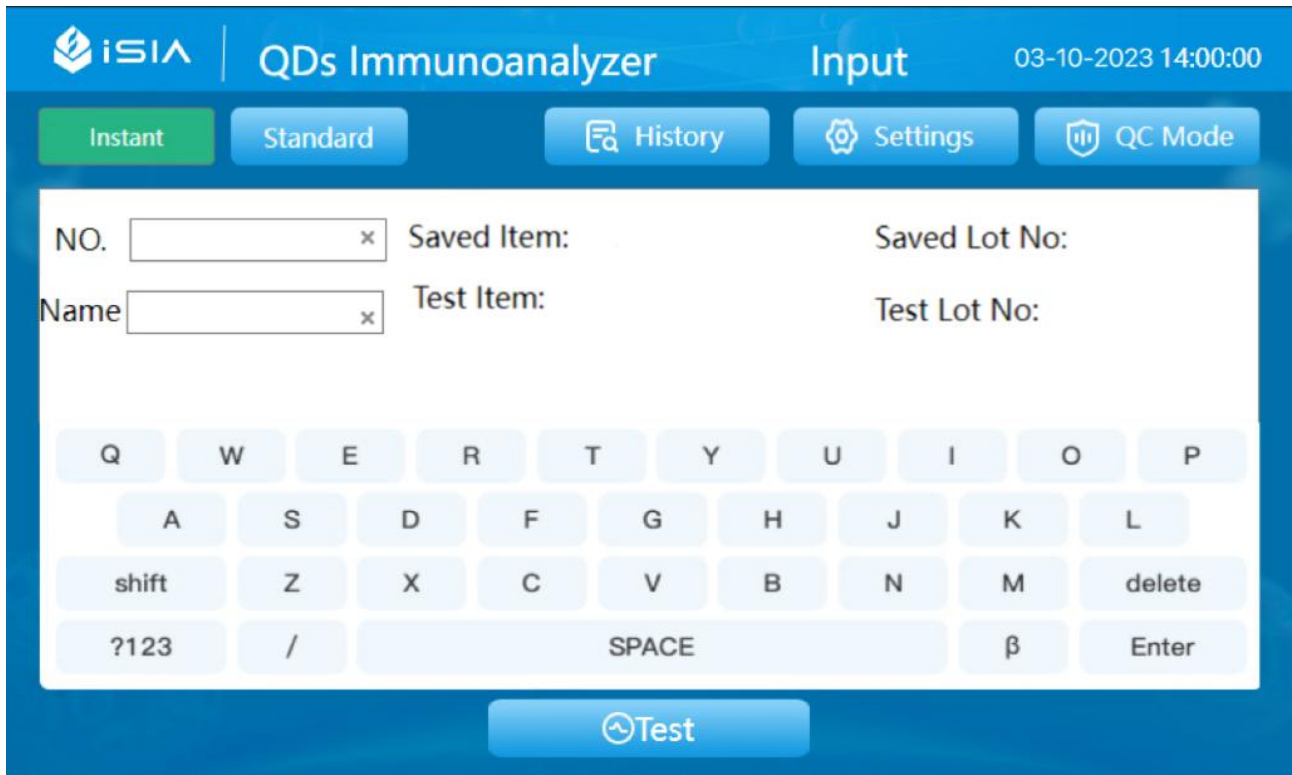 iSIA QDs Immunoanalyzer Input 03-10-2023 14:00:00
Instant Standard History Settings QC Mode
NO. × Saved Item: Saved Lot No:
Name × Test Item: Test Lot No:
Q W E R T Y U I O P
A S D F G H J K L
shift Z X C V B N M delete
?123 / SPACE β Enter
Test